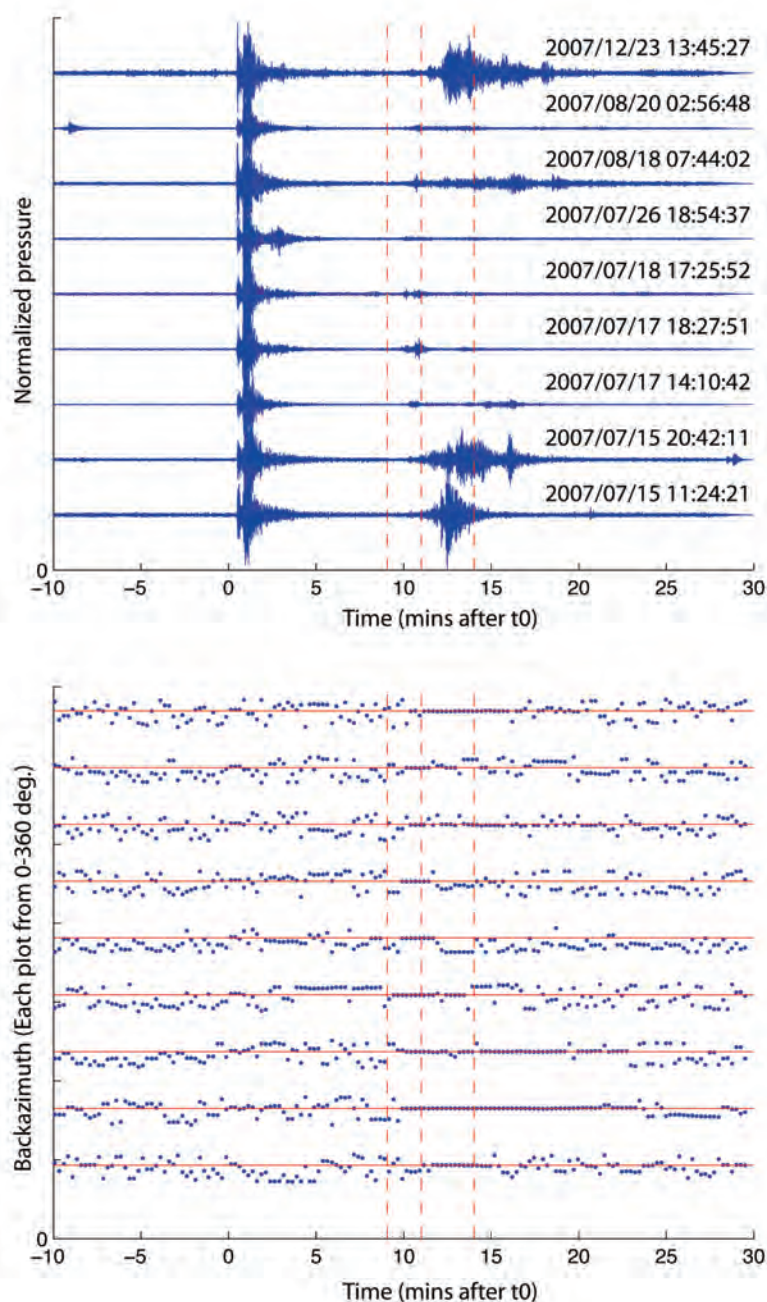 Normalized pressure
2007/12/23 13:45:27
2007/08/20 02:56:48
2007/08/18 07:44:02
2007/07/26 18:54:37
2007/07/18 17:25:52
2007/07/17 18:27:51
2007/07/17 14:10:42
2007/07/15 20:42:11
2007/07/15 11:24:21
0
−10 −5 0 5 10 15 20 25 30
Time (mins after t0)
Backazimuth (Each plot from 0-360 deg.)
0
−10 −5 0 5 10 15 20 25 30
Time (mins after t0)